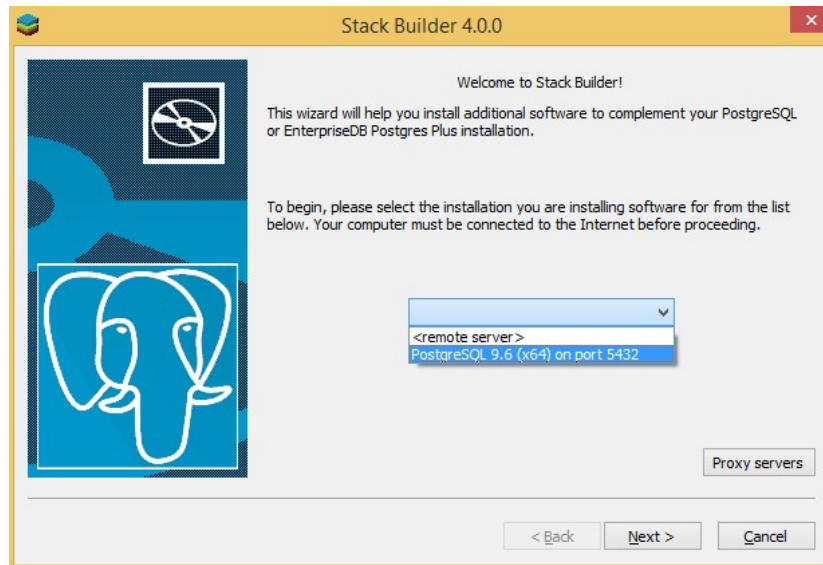 Stack Builder 4.0.0
Welcome to Stack Builder!
This wizard will help you install additional software to complement your PostgreSQL
or EnterpriseDB Postgres Plus installation.
To begin, please select the installation you are installing software for from the list
below. Your computer must be connected to the Internet before proceeding.
<remote server>
PostgreSQL 9.6 (x64) on port 5432
Proxy servers
< Back
Next >
Cancel